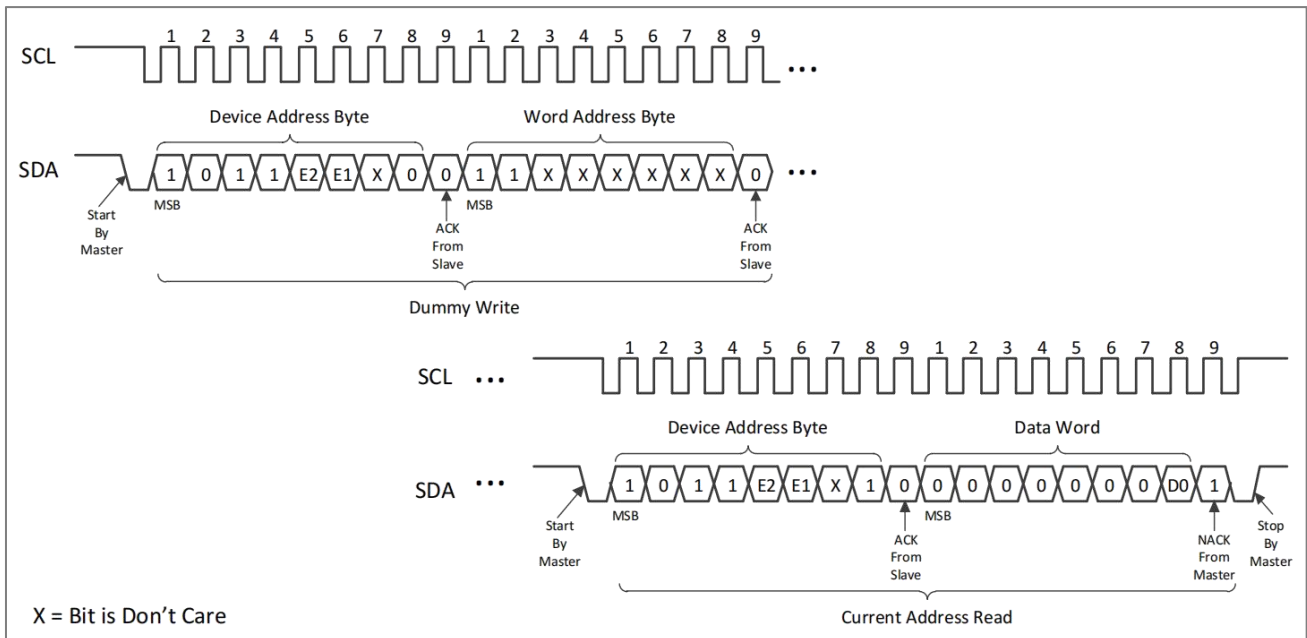 1 2 3 4 5 6 7 8 9 1 2 3 4 5 6 7 8 9
SCL •••
Device Address Byte Word Address Byte
SDA 1 0 1 1 E2 E1 X 0 0 1 1 X X X X X X 0 •••
MSB MSB
Start
By
Master
ACK
From
Slave
ACK
From
Slave
Dummy Write
1 2 3 4 5 6 7 8 9 1 2 3 4 5 6 7 8 9
SCL •••
Device Address Byte Data Word
SDA ••• 1 0 1 1 E2 E1 X 1 0 0 0 0 0 0 0 0 D0 1
MSB MSB
Start
By
Master
ACK
From
Slave
NACK
From
Master
Stop
By
Master
X = Bit is Don't Care
Current Address Read